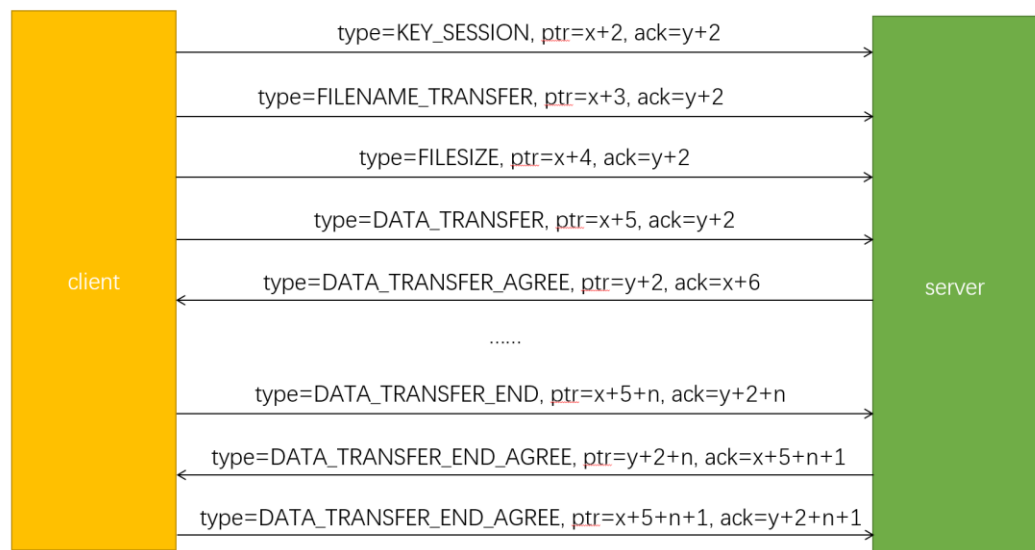 type=KEY_SESSION, ptr=x+2, ack=y+2
type=FILENAME_TRANSFER, ptr=x+3, ack=y+2
type=FILESIZE, ptr=x+4, ack=y+2
type=DATA_TRANSFER, ptr=x+5, ack=y+2
client
type=DATA_TRANSFER_AGREE, ptr=y+2, ack=x+6
server
......
type=DATA_TRANSFER_END, ptr=x+5+n, ack=y+2+n
type=DATA_TRANSFER_END_AGREE, ptr=y+2+n, ack=x+5+n+1
type=DATA_TRANSFER_END_AGREE, ptr=x+5+n+1, ack=y+2+n+1